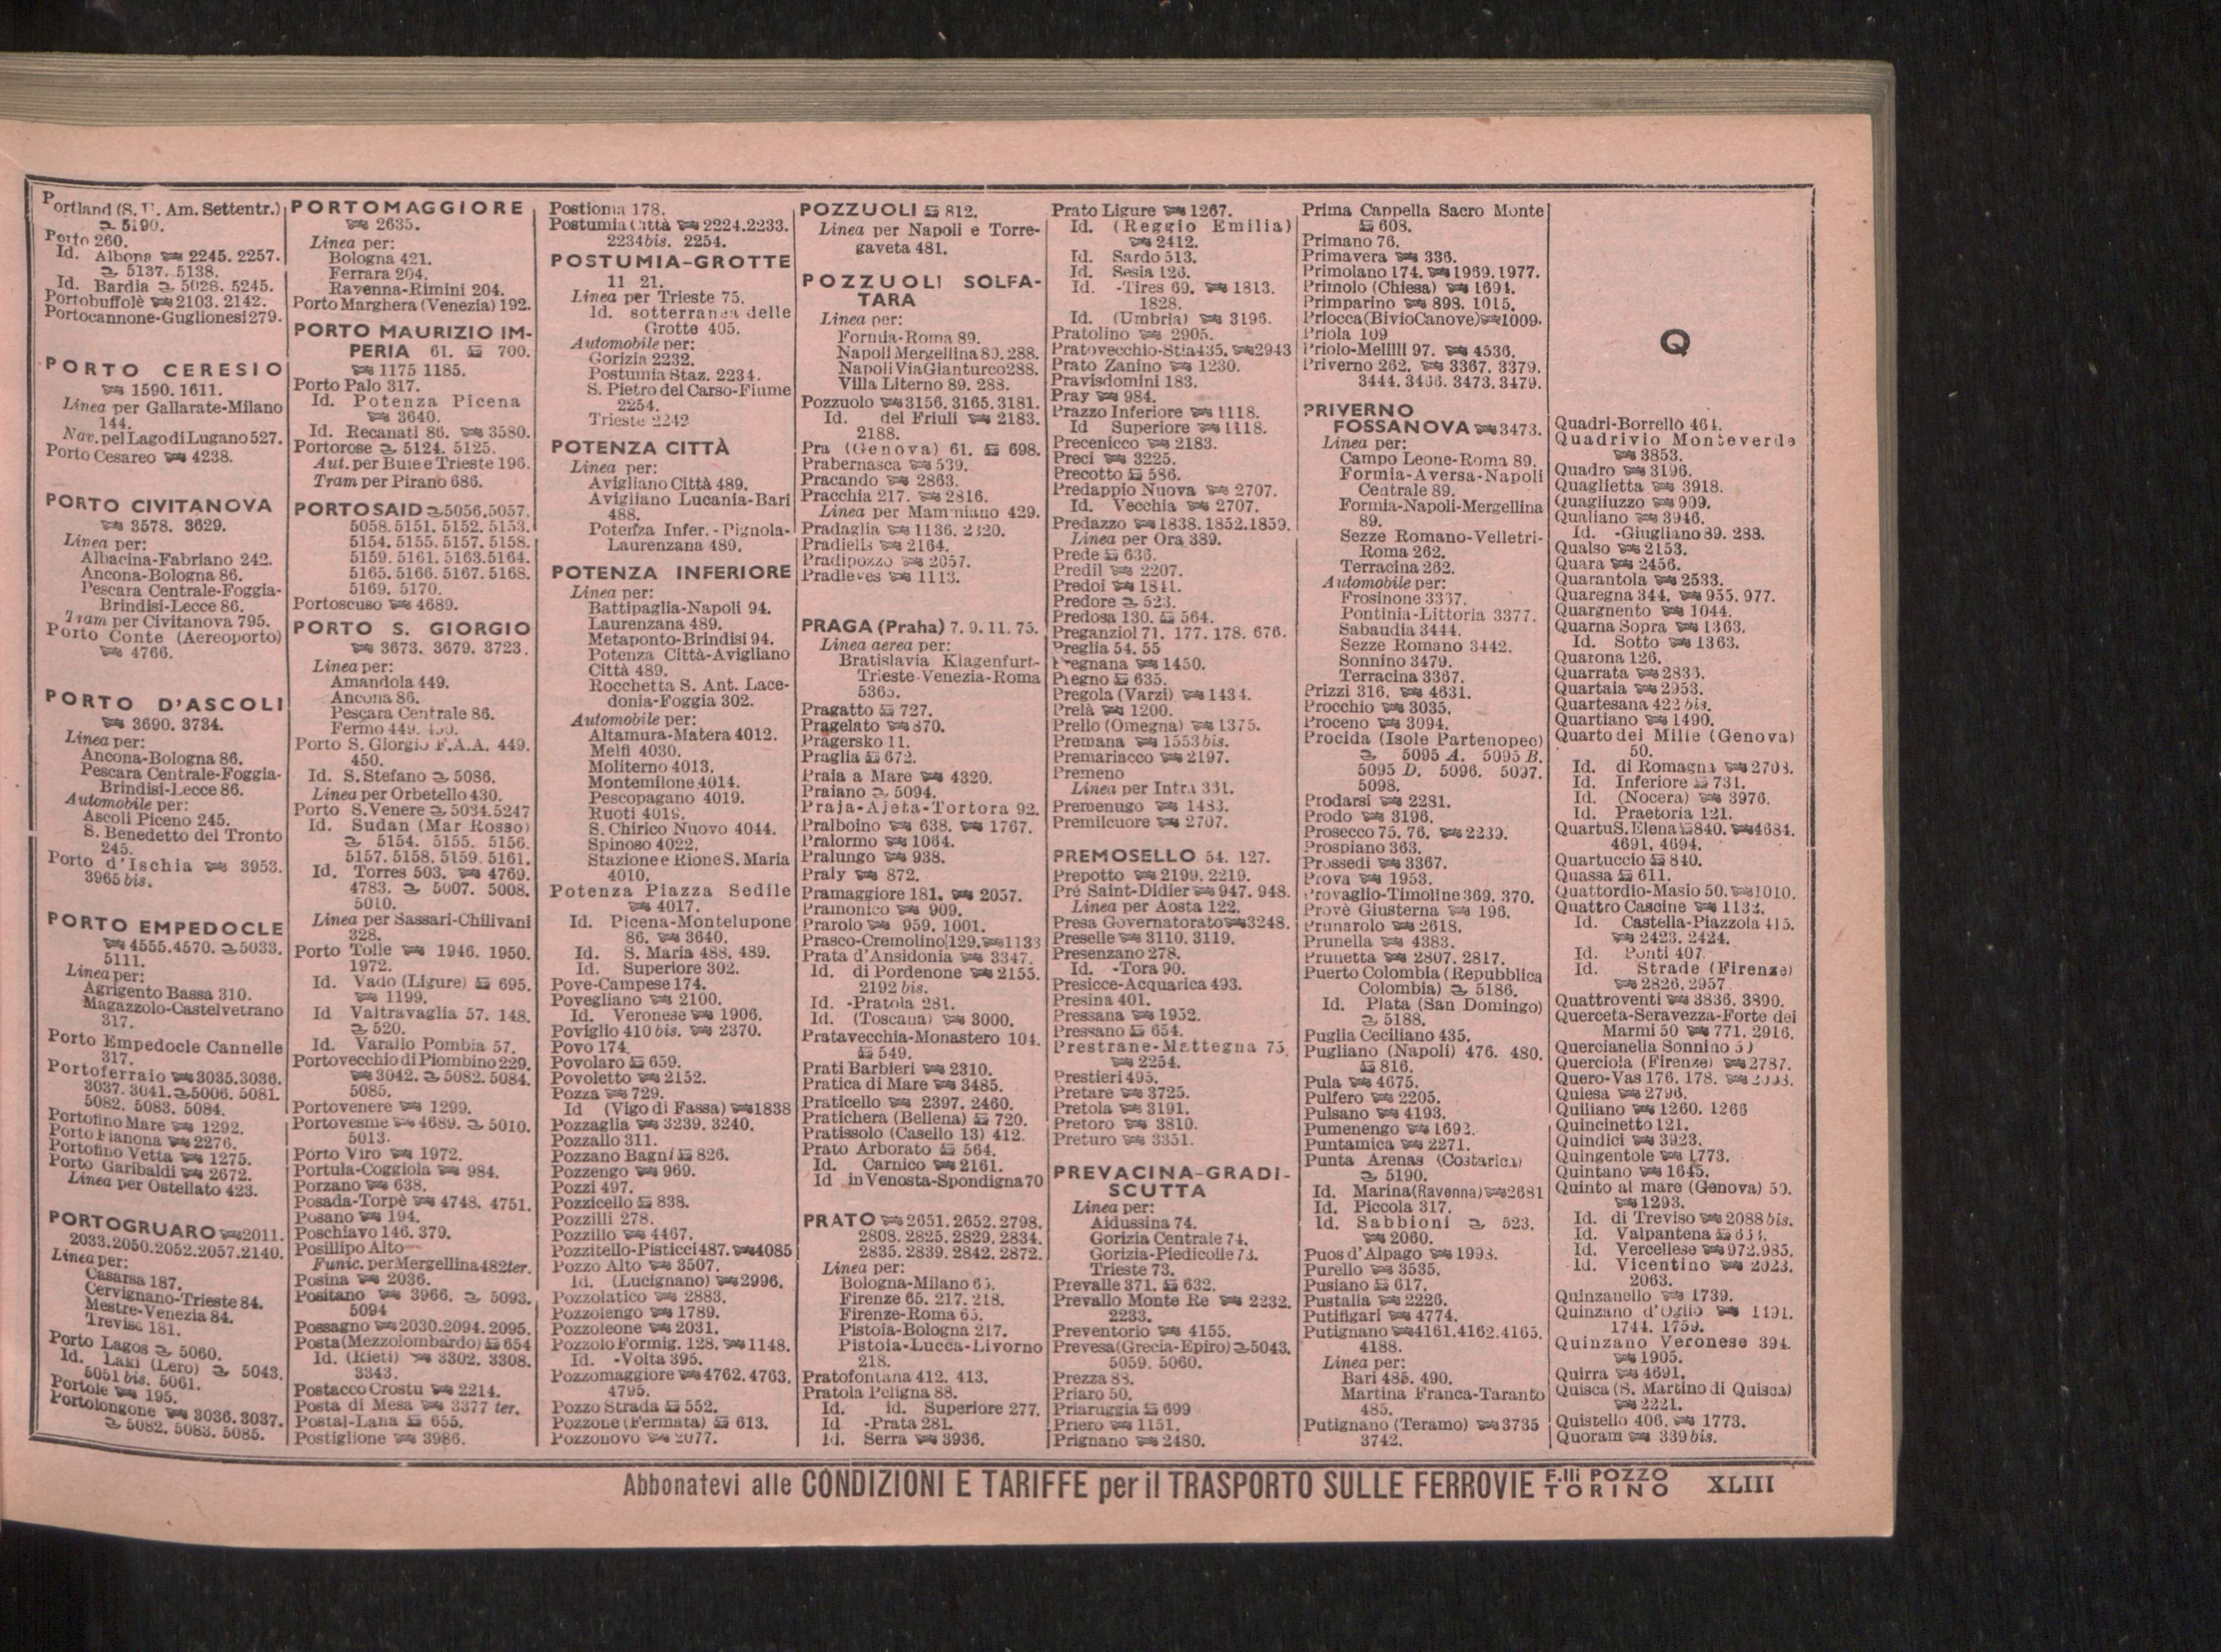 Portland (S. U. Am. Settentr.)
5190.
Porto 260.
Id. Albona 2245. 2257.
5137. 5138.
Id. Bardia 5028. 5245.
Portobuffolè 2103. 2142.
Portocannone-Guglionesi 279.
PORTO CERESIO
1590. 1611.
Linea per Gallarate-Milano
144.
Nav. pel Lago di Lugano 527.
Porto Cesareo 4238.
PORTO CIVITANOVA
3578. 3629.
Linea per:
Albacina-Fabriano 242.
Ancona-Bologna 86.
Pescara Centrale-Foggia-
Brindisi-Lecce 86.
Tram per Civitanova 795.
Porto Conte (Aereoporto)
4766.
PORTO D'ASCOLI
3690. 3734.
Linea per:
Ancona-Bologna 86.
Pescara Centrale-Foggia-
Brindisi-Lecce 86.
Automobile per:
Ascoli Piceno 245.
S. Benedetto del Tronto
245.
Porto d'Ischia 3953.
3965 bis.
PORTO EMPEDOCLE
4555. 4570. 5033.
5111.
Linea per:
Agrigento Bassa 310.
Magazzolo-Castelvetrano
317.
Porto Empedocle Cannelle
317.
Portoferraio 3035. 3036.
3037. 3041. 5006. 5081.
5082. 5083. 5084.
Portofino Mare 1292.
Porto Fianona 2276.
Portofino Vetta 1275.
Porto Garibaldi 2672.
Linea per Ostellato 423.
PORTOGRUARO 2011.
2033. 2050. 2052. 2057. 2140.
Linea per:
Casarsa 187.
Cervignano-Trieste 84.
Mestre-Venezia 84.
Treviso 181.
Porto Lagos 5060.
Id. Laki (Lero) 5043.
5051 bis. 5061.
Portole 195.
Portolongone 3036. 3037.
5082. 5083. 5085.
PORTOMAGGIORE
2635.
Linea per:
Bologna 421.
Ferrara 204.
Ravenna-Rimini 204.
Porto Marghera (Venezia) 192.
PORTO MAURIZIO IM-
PERIA 61. 700.
1175 1185.
Porto Palo 317.
Id. Potenza Picena
3640.
Id. Recanati 86. 3580.
Portorose 5124. 5125.
Aut. per Buie e Trieste 196.
Tram per Pirano 686.
PORTOSAID 5056. 5057.
5058. 5151. 5152. 5153.
5154. 5155. 5157. 5158.
5159. 5161. 5163. 5164.
5165. 5166. 5167. 5168.
5169. 5170.
Portoscuso 4689.
PORTO S. GIORGIO
3673. 3679. 3723.
Linea per:
Amandola 449.
Ancona 86.
Pescara Centrale 86.
Fermo 449. 450.
Porto S. Giorgio F.A.A. 449.
450.
Id. S. Stefano 5086.
Linea per Orbetello 430.
Porto S. Venere 5034. 5247
Id. Sudan (Mar Rosso)
5154. 5155. 5156.
5157. 5158. 5159. 5161.
Id. Torres 503. 4769.
4783. 5007. 5008.
5010.
Linea per Sassari-Chilivani
328.
Porto Tolle 1946. 1950.
1972.
Id. Vado (Ligure) 695.
1199.
Id Valtravaglia 57. 148.
520.
Id. Varallo Pombia 57.
Portovecchio di Piombino 229.
3042. 5082. 5084.
5085.
Portovenere 1299.
Portovesme 4689. 5010.
5013.
Porto Viro 1972.
Portula-Coggiola 984.
Porzano 638.
Posada-Torpè 4748. 4751.
Posano 194.
Poschiavo 146. 379.
Posillipo Alto
Funic. per Mergellina 482 ter.
Posina 2036.
Positano 3966. 5093.
5094
Possagno 2030. 2094. 2095.
Posta (Mezzolombardo) 654
Id. (Rieti) 3302. 3308.
3343.
Postacco Crostu 2214.
Posta di Mesa 3377 ter.
Postal-Lana 655.
Postiglione 3986.
Postioma 178.
Postumia Città 2224. 2233.
2234 bis. 2254.
POSTUMIA-GROTTE
11 21.
Linea per Trieste 75.
Id. sotterranea delle
Grotte 405.
Automobile per:
Gorizia 2232.
Postumia Staz. 2234.
S. Pietro del Carso-Fiume
2254.
Trieste 2242
POTENZA CITTÀ
Linea per:
Avigliano Città 489.
Avigliano Lucania-Bari
488.
Potenza Infer. - Pignola-
Laurenzana 489.
POTENZA INFERIORE
Linea per:
Battipaglia-Napoli 94.
Laurenzana 489.
Metaponto-Brindisi 94.
Potenza Città-Avigliano
Città 489.
Rocchetta S. Ant. Lace-
donia-Foggia 302.
Automobile per:
Altamura-Matera 4012.
Melfi 4030.
Moliterno 4013.
Montemilone 4014.
Pescopagano 4019.
Ruoti 4018.
S. Chirico Nuovo 4044.
Spinoso 4022.
Stazione e Rione S. Maria
4010.
Potenza Piazza Sedile
4017.
Id. Picena-Montelupone
86. 3640.
Id. S. Maria 488. 489.
Id. Superiore 302.
Pove-Campese 174.
Povegliano 2100.
Id. Veronese 1906.
Poviglio 410 bis. 2370.
Povo 174.
Povolaro 659.
Povoletto 2152.
Pozza 729.
Id (Vigo di Fassa) 1838
Pozzaglia 3239. 3240.
Pozzallo 311.
Pozzano Bagni 826.
Pozzengo 969.
Pozzi 497.
Pozzicello 838.
Pozzilli 278.
Pozzillo 4467.
Pozzitello-Pisticci 487. 4085
Pozzo Alto 3507.
Id. (Lucignano) 2996.
Pozzolatico 2883.
Pozzolengo 1789.
Pozzoleone 2031.
Pozzolo Formig. 128. 1148.
Id. -Volta 395.
Pozzomaggiore 4762. 4763.
4795.
Pozzo Strada 552.
Pozzone (Fermata) 613.
Pozzonovo 2077.
POZZUOLI 812.
Linea per Napoli e Torre-
gaveta 481.
POZZUOLI SOLFA-
TARA
Linea per:
Formia-Roma 89.
Napoli Mergellina 89. 288.
Napoli Via Gianturco 288.
Villa Literno 89. 288.
Pozzuolo 3156. 3165. 3181.
Id. del Friuli 2183.
2188.
Pra (Genova) 61. 698.
Prabernasca 539.
Pracando 2863.
Pracchia 217. 2816.
Linea per Mammiano 429.
Pradaglia 1136. 2320.
Pradielis 2164.
Pradipozzo 2057.
Pradleves 1113.
PRAGA (Praha) 7. 9. 11. 75.
Linea aerea per:
Bratislavia Klagenfurt-
Trieste-Venezia-Roma
5365.
Pragatto 727.
Pragelato 870.
Pragersko 11.
Praglia 672.
Praia a Mare 4320.
Praiano 5094.
Praja-Ajeta-Tortora 92.
Pralboino 638. 1767.
Pralormo 1064.
Pralungo 938.
Praly 872.
Pramaggiore 181. 2057.
Pramonico 909.
Prarolo 959. 1001.
Prasco-Cremolino 129. 1133
Prata d'Ansidonia 3347.
Id. di Pordenone 2155.
2192 bis.
Id. -Pratola 281.
Id. (Toscana) 3000.
Pratavecchia-Monastero 104.
549.
Prati Barbieri 2310.
Pratica di Mare 3485.
Praticello 2397. 2460.
Pratichera (Bellena) 720.
Pratissolo (Casello 13) 412.
Prato Arborato 564.
Id. Carnico 2161.
Id in Venosta-Spondigna 70
PRATO 2651. 2652. 2798.
2808. 2825. 2829. 2834.
2835. 2839. 2842. 2872.
Linea per:
Bologna-Milano 65.
Firenze 65. 217. 218.
Firenze-Roma 65.
Pistoia-Bologna 217.
Pistoia-Lucca-Livorno
218.
Pratofontana 412. 413.
Pratola Peligna 88.
Id. id. Superiore 277.
Id -Prata 281.
Id. Serra 3936.
Prato Ligure 1267.
Id. (Reggio Emilia)
2412.
Id. Sardo 513.
Id. Sesia 126.
Id. -Tires 69. 1813.
1828.
Id. (Umbria) 3196.
Pratolino 2905.
Pratovecchio-Stia 435. 2943
Prato Zanino 1230.
Pravisdomini 183.
Pray 984.
Prazzo Inferiore 1118.
Id Superiore 1118.
Precenicco 2183.
Preci 3225.
Precotto 586.
Predappio Nuova 2707.
Id. Vecchia 2707.
Predazzo 1838. 1852. 1859.
Linea per Ora 389.
Prede 636.
Predil 2207.
Predoi 1841.
Predore 523.
Predosa 130. 564.
Preganziol 71. 177. 178. 676.
Preglia 54. 55
Pregnana 1450.
Pregno 635.
Pregola (Varzi) 1434.
Prelà 1200.
Prello (Omegna) 1375.
Premana 1553 bis.
Premariacco 2197.
Premeno
Linea per Intra 331.
Premenugo 1483.
Premilcuore 2707.
PREMOSELLO 54. 127.
Prepotto 2199. 2219.
Pré Saint-Didier 947. 948.
Linea per Aosta 122.
Presa Governatorato 3248.
Preselle 3110. 3119.
Presenzano 278.
Id. -Tora 90.
Presicce-Acquarica 493.
Presina 401.
Pressana 1952.
Pressano 654.
Prestrane-Mattegna 75.
2254.
Prestieri 495.
Pretare 3725.
Pretola 3191.
Pretoro 3810.
Preturo 3351.
PREVACINA-GRADI-
SCUTTA
Linea per:
Aidussina 74.
Gorizia Centrale 74.
Gorizia-Piedicolle 73.
Trieste 73.
Prevalle 371. 632.
Prevallo Monte Re 2232.
2233.
Preventorio 4155.
Prevesa (Grecia-Epiro) 5043.
5059. 5060.
Prezza 88.
Priaro 50.
Priaruggia 699
Priero 1151.
Prignano 2480.
Prima Cappella Sacro Monte
608.
Primano 76.
Primavera 336.
Primolano 174. 1969. 1977.
Primolo (Chiesa) 1694.
Primparino 898. 1015.
Priocca (Bivio Canove) 1009.
Priola 109
Priolo-Melilli 97. 4536.
Priverno 262. 3367. 3379.
3444. 3466. 3473. 3479.
PRIVERNO
FOSSANOVA 3473.
Linea per:
Campo Leone-Roma 89.
Formia-Aversa-Napoli
Centrale 89.
Formia-Napoli-Mergellina
89.
Sezze Romano-Velletri-
Roma 262.
Terracina 262.
Automobile per:
Frosinone 3337.
Pontinia-Littoria 3377.
Sabaudia 3444.
Sezze Romano 3442.
Sonnino 3479.
Terracina 3367.
Prizzi 316. 4631.
Procchio 3035.
Proceno 3094.
Procida (Isole Partenopee)
5095 A. 5095 B.
5095 D. 5096. 5097.
5098.
Prodarsi 2281.
Prodo 3196.
Prosecco 75. 76. 2239.
Prospiano 363.
Prossedi 3367.
Prova 1953.
Provaglio-Timoline 369. 370.
Provè Giusterna 196.
Prunarolo 2618.
Prunella 4383.
Prunetta 2807. 2817.
Puerto Colombia (Repubblica
Colombia) 5186.
Id. Plata (San Domingo)
5188.
Puglia Ceciliano 435.
Pugliano (Napoli) 476. 480.
816.
Pula 4675.
Pulfero 2205.
Pulsano 4193.
Pumenengo 1692.
Puntamica 2271.
Punta Arenas (Costarica)
5190.
Id. Marina (Ravenna) 2681
Id. Piccola 317.
Id. Sabbioni 523.
2060.
Puos d'Alpago 1993.
Purello 3535.
Pusiano 617.
Pustalla 2226.
Putifigari 4774.
Putignano 4161. 4162. 4165.
4188.
Linea per:
Bari 485. 490.
Martina Franca-Taranto
485.
Putignano (Teramo) 3735
3742.
Q
Quadri-Borrello 464.
Quadrivio Monteverde
3853.
Quadro 3196.
Quaglietta 3918.
Quagliuzzo 909.
Qualiano 3946.
Id. -Giugliano 89. 288.
Qualso 2153.
Quara 2456.
Quarantola 2533.
Quaregna 344. 955. 977.
Quargnento 1044.
Quarna Sopra 1363.
Id. Sotto 1363.
Quarona 126.
Quarrata 2833.
Quartaia 2953.
Quartesana 422 bis.
Quartiano 1490.
Quarto dei Mille (Genova)
50.
Id. di Romagna 2703.
Id. Inferiore 731.
Id. (Nocera) 3976.
Id. Praetoria 121.
Quartu S. Elena 840. 4684.
4691. 4694.
Quartuccio 840.
Quassa 611.
Quattordio-Masio 50. 1010.
Quattro Cascine 1132.
Id. Castella-Piazzola 415.
2423. 2424.
Id. Ponti 407.
Id. Strade (Firenze)
2826. 2957
Quattroventi 3836. 3890.
Querceta-Seravezza-Forte dei
Marmi 50 771. 2916.
Quercianella Sonnino 50
Querciola (Firenze) 2787.
Quero-Vas 176. 178.
Quiesa 2796.
Quiliano 1260. 1266
Quincinetto 121.
Quindici 3923.
Quingentole 1773.
Quintano 1645.
Quinto al mare (Genova) 50.
1293.
Id. di Treviso 2088 bis.
Id. Valpantena 653.
Id. Vercellese 972. 985.
Id. Vicentino 2023.
2063.
Quinzanello 1739.
Quinzano d'Oglio 1191.
1744. 1759.
Quinzano Veronese 394.
1905.
Quirra 4691.
Quisca (S. Martino di Quisca)
2221.
Quistello 406. 1773.
Quoram 339 bis.
Abbonatevi alle CONDIZIONI E TARIFFE per il TRASPORTO SULLE FERROVIE F.lli POZZO TORINO XLIII